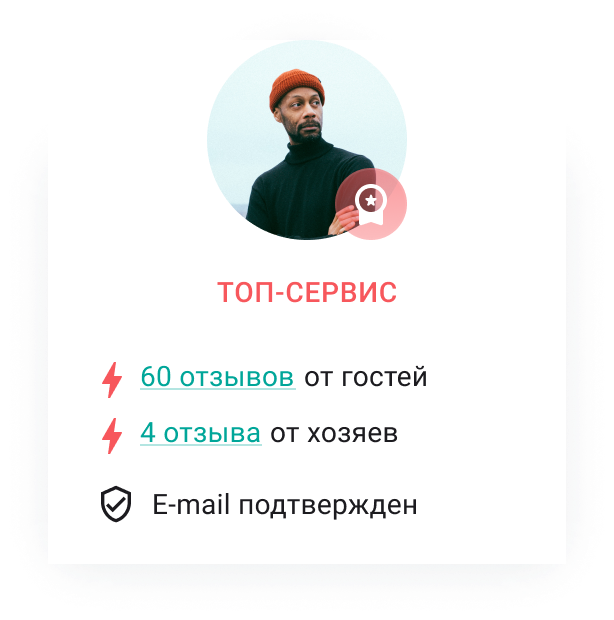 ТОП-СЕРВИС
60 отзывов от гостей
4 отзыва от хозяев
E-mail подтвержден